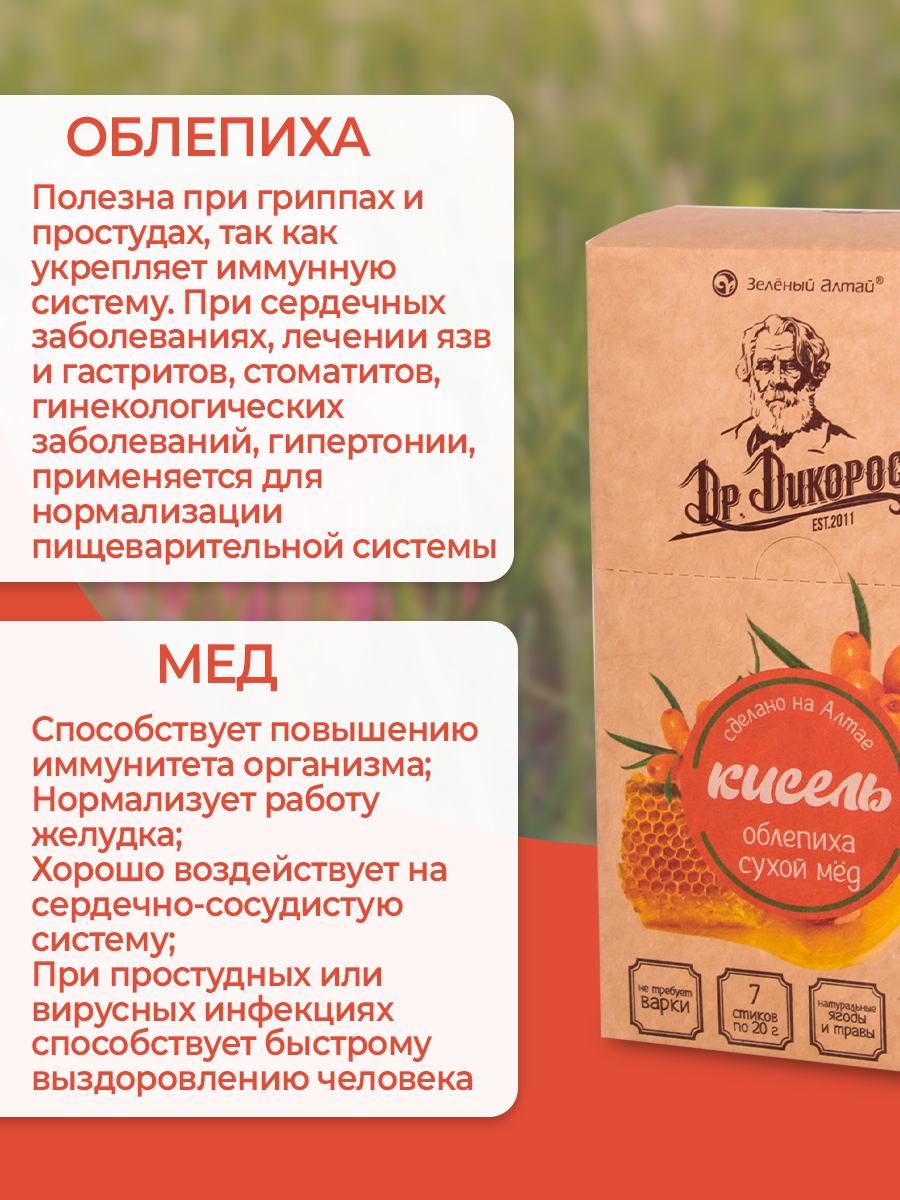 ОБЛЕПИХА
Полезна при гриппах и
простудах, так как
укрепляет иммунную
систему. При сердечных
заболеваниях, лечении язв
и гастритов, стоматитов,
гинекологических
заболеваний, гипертонии,
применяется для
нормализации
пищеварительной системы
МЕД
Способствует повышению
иммунитета организма;
Нормализует работу
желудка;
Хорошо воздействует на
сердечно-сосудистую
систему;
При простудных или
вирусных инфекциях
способствует быстрому
выздоровлению человека
Зелёный Алтай®
Dr. Дикорос
EST.2011
сделано на Алтае
кисель
облепиха
сухой мёд
не требует
варки
7
стиков
по 20 г
натуральные
ягоды
и травы